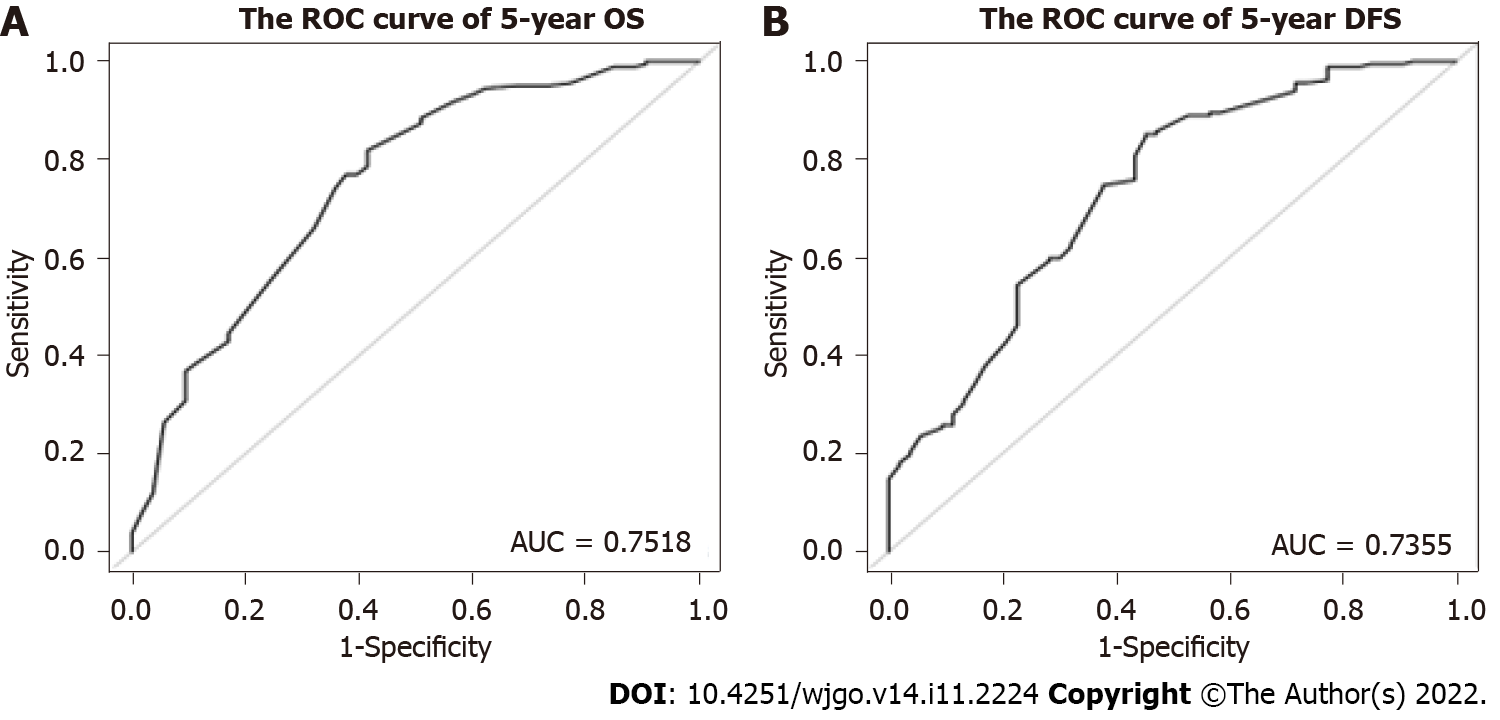 A
The ROC curve of 5-year OS
1.0
0.8
0.6
0.4
0.2
0.0
Sensitivity
AUC = 0.7518
0.0 0.2 0.4 0.6 0.8 1.0
1-Specificity
B
The ROC curve of 5-year DFS
1.0
0.8
0.6
0.4
0.2
0.0
Sensitivity
AUC = 0.7355
0.0 0.2 0.4 0.6 0.8 1.0
1-Specificity
DOI: 10.4251/wjgo.v14.i11.2224 Copyright ©The Author(s) 2022.